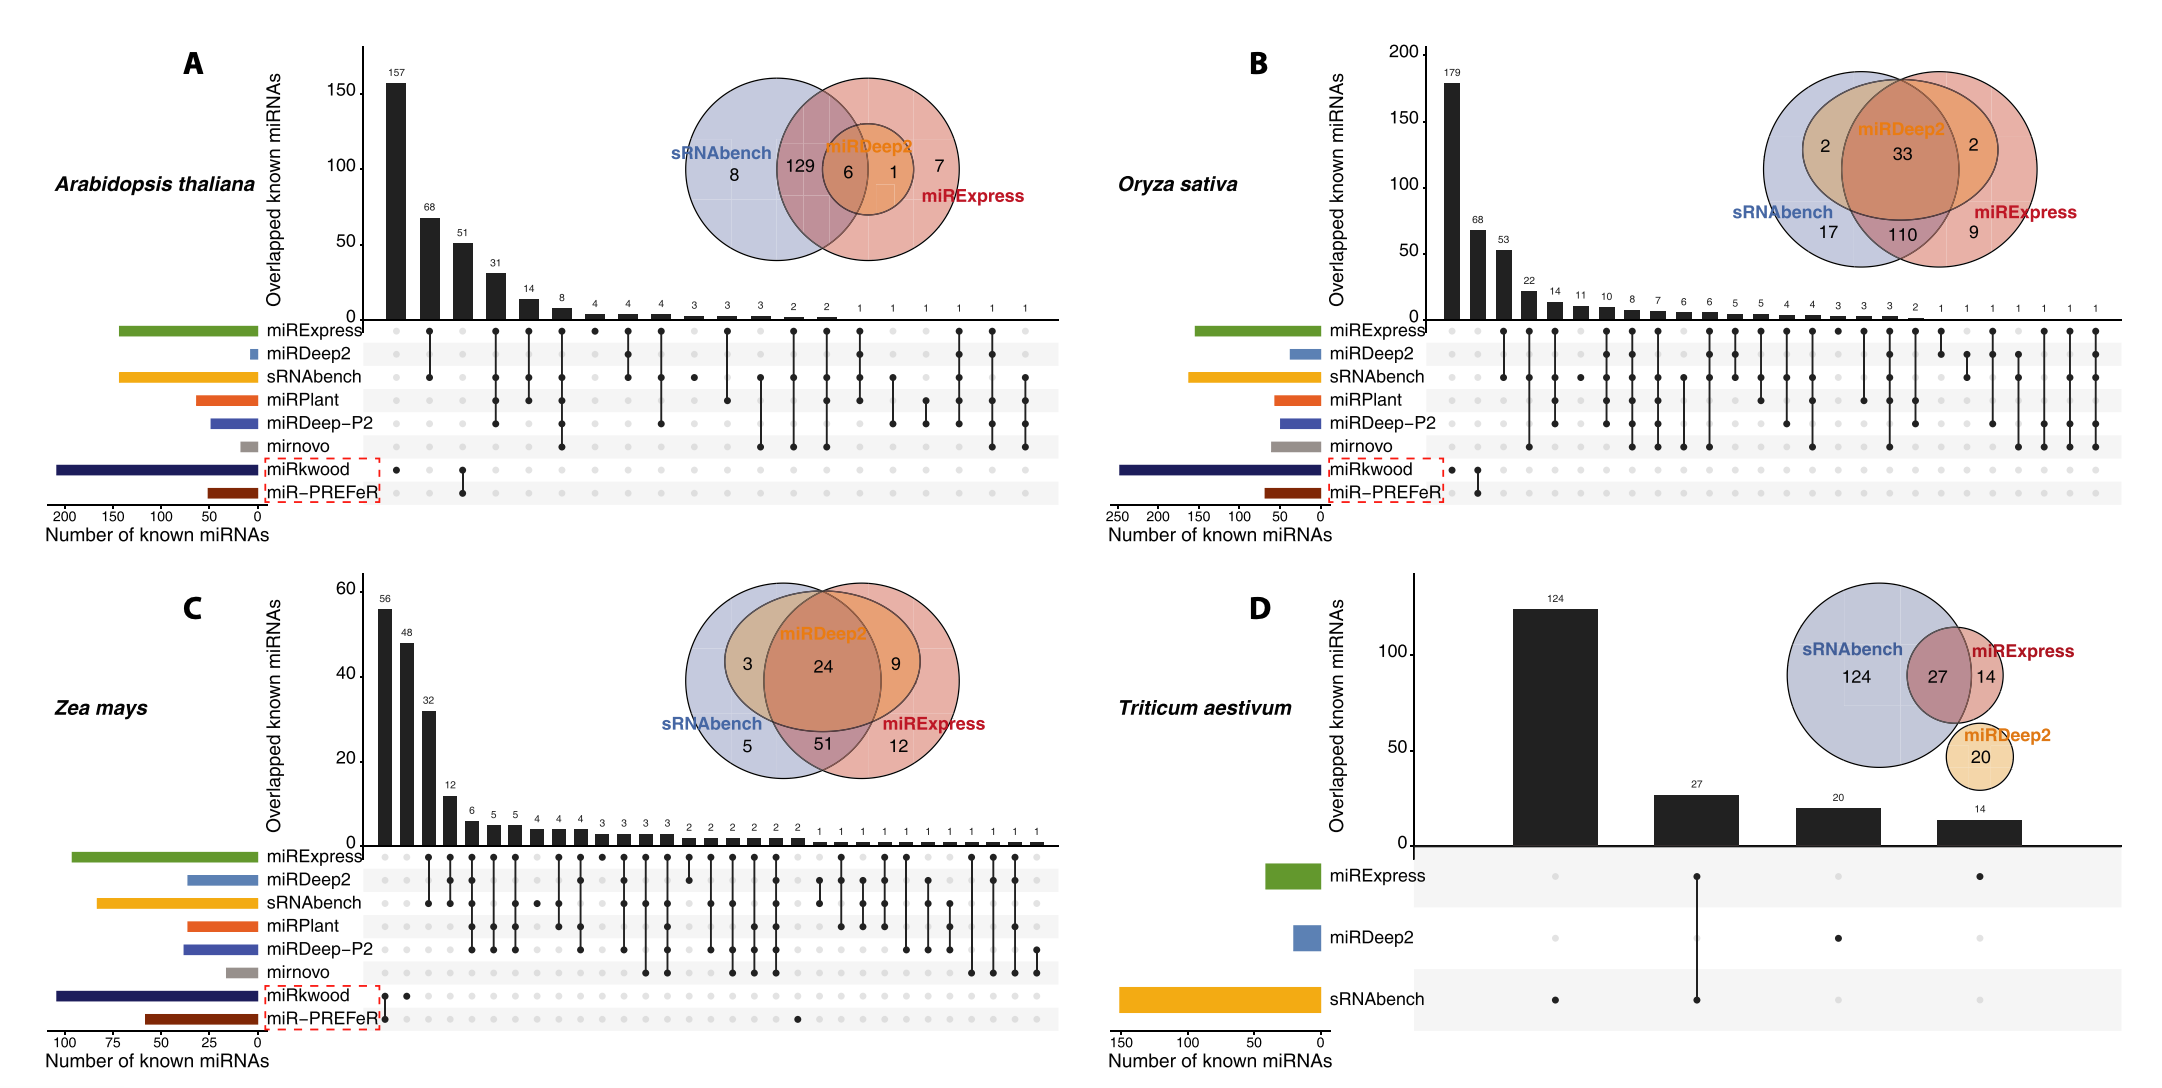 A
Arabidopsis thaliana
Overlapped known miRNAs
150
100
50
0
157
68
51
31
14
8
4
4
4
3
3
3
2
2
1
1
1
1
1
1
sRNAbench
8
129
miRDeep2
6
1
7
miRExpress
miRExpress
miRDeep2
sRNAbench
miRPlant
miRDeep-P2
mirnovo
miRkwood
miR-PREFeR
200 150 100 50 0
Number of known miRNAs
B
Oryza sativa
Overlapped known miRNAs
200
150
100
50
0
179
68
53
22
14
11
10
8
7
6
6
5
5
4
4
3
3
3
2
1
1
1
1
1
1
1
miRDeep2
2
33
2
sRNAbench
miRExpress
17
110
9
miRExpress
miRDeep2
sRNAbench
miRPlant
miRDeep-P2
mirnovo
miRkwood
miR-PREFeR
250 200 150 100 50 0
Number of known miRNAs
C
Zea mays
Overlapped known miRNAs
60
40
20
0
56
48
32
12
6
5
5
4
4
4
3
3
3
3
2
2
2
2
2
2
1
1
1
1
1
1
1
1
1
1
1
miRDeep2
3
24
9
sRNAbench
miRExpress
5
51
12
miRExpress
miRDeep2
sRNAbench
miRPlant
miRDeep-P2
mirnovo
miRkwood
miR-PREFeR
100 75 50 25 0
Number of known miRNAs
D
Triticum aestivum
Overlapped known miRNAs
100
50
0
124
27
20
14
sRNAbench
miRExpress
124
27
14
miRDeep2
20
miRExpress
miRDeep2
sRNAbench
150 100 50 0
Number of known miRNAs